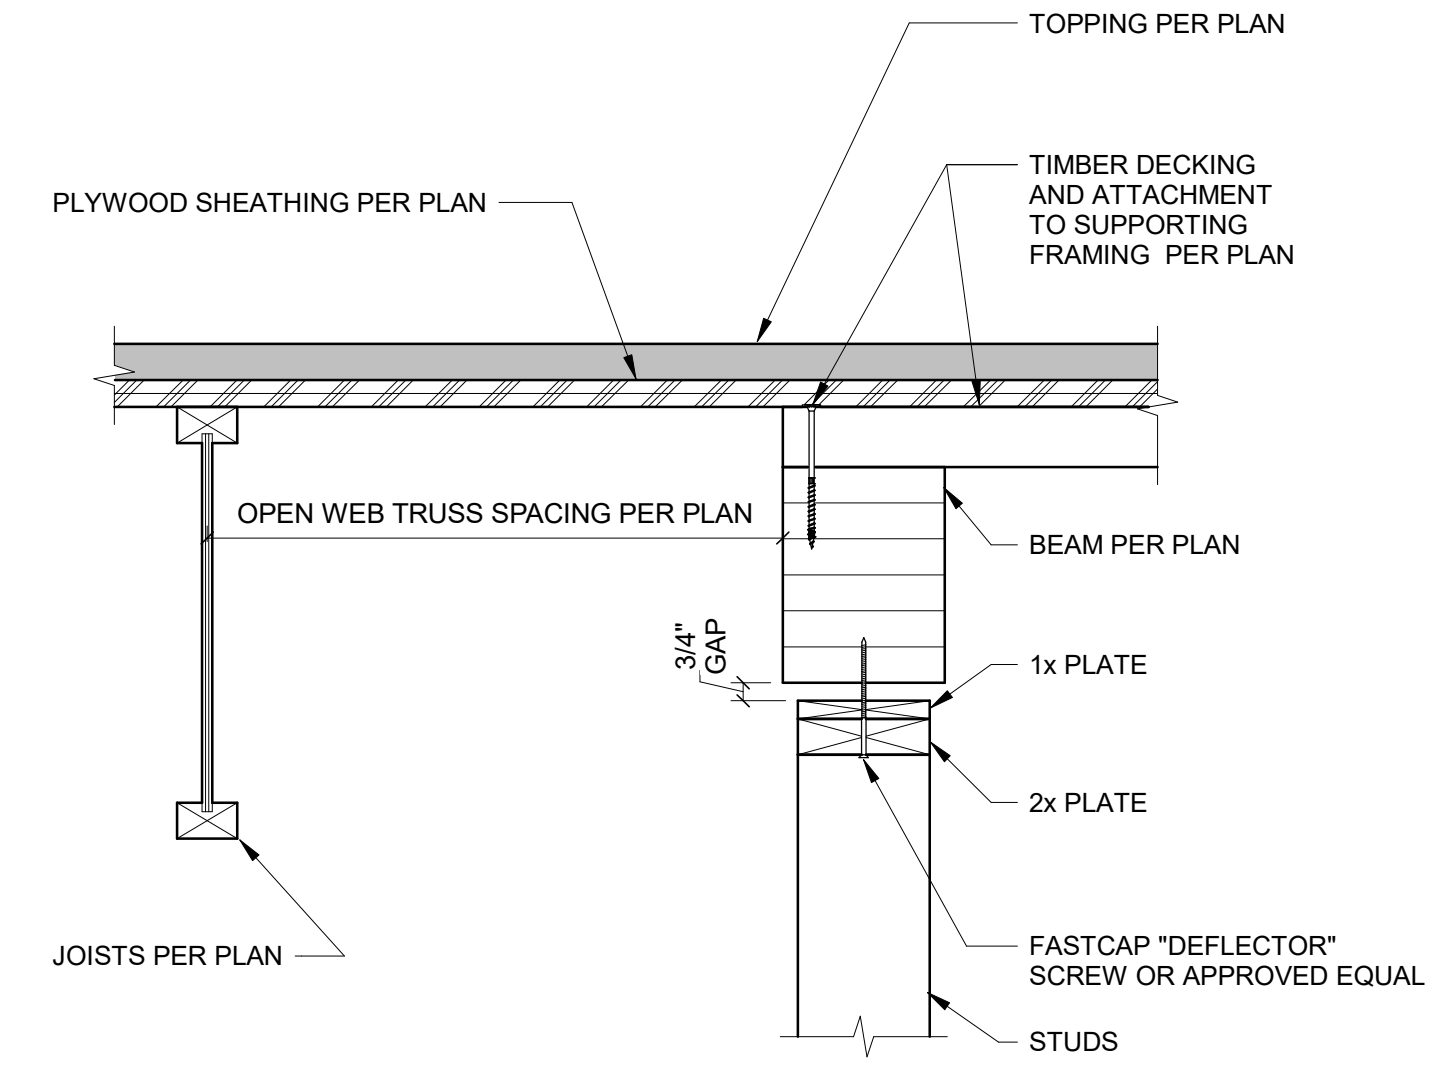 TOPPING PER PLAN
TIMBER DECKING
AND ATTACHMENT
TO SUPPORTING
FRAMING  PER PLAN
PLYWOOD SHEATHING PER PLAN
OPEN WEB TRUSS SPACING PER PLAN
BEAM PER PLAN
3/4"
GAP
1x PLATE
2x PLATE
JOISTS PER PLAN
FASTCAP "DEFLECTOR"
SCREW OR APPROVED EQUAL
STUDS